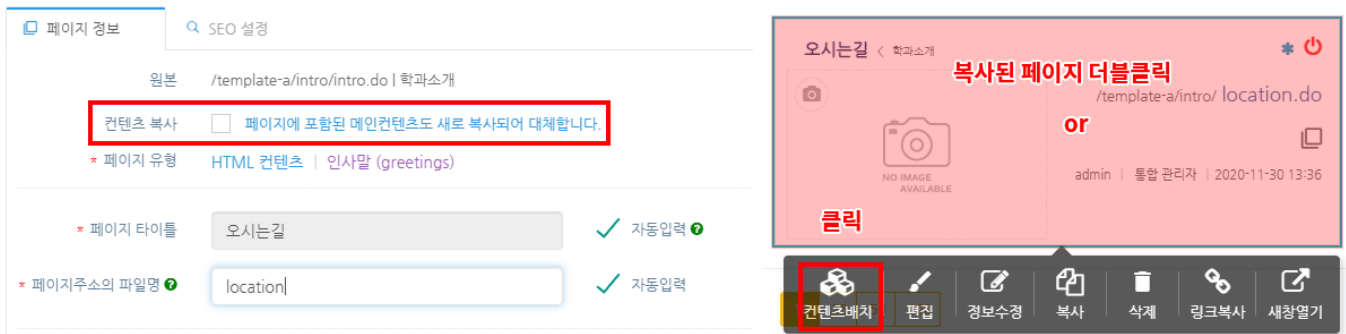 페이지 정보
SEO 설정
원본 /template-a/intro/intro.do | 학과소개
컨텐츠 복사 페이지에 포함된 메인컨텐츠도 새로 복사되어 대체합니다.
* 페이지 유형 HTML 컨텐츠 | 인사말 (greetings)
* 페이지 타이틀 오시는길 자동입력
* 페이지주소의 파일명 location 자동입력
오시는길 < 학과소개
복사된 페이지 더블클릭
/template-a/intro/ location.do
or
NO IMAGE
AVAILABLE
admin | 통합 관리자 | 2020-11-30 13:36
클릭
컨텐츠배치 편집 정보수정 복사 삭제 링크복사 새창열기